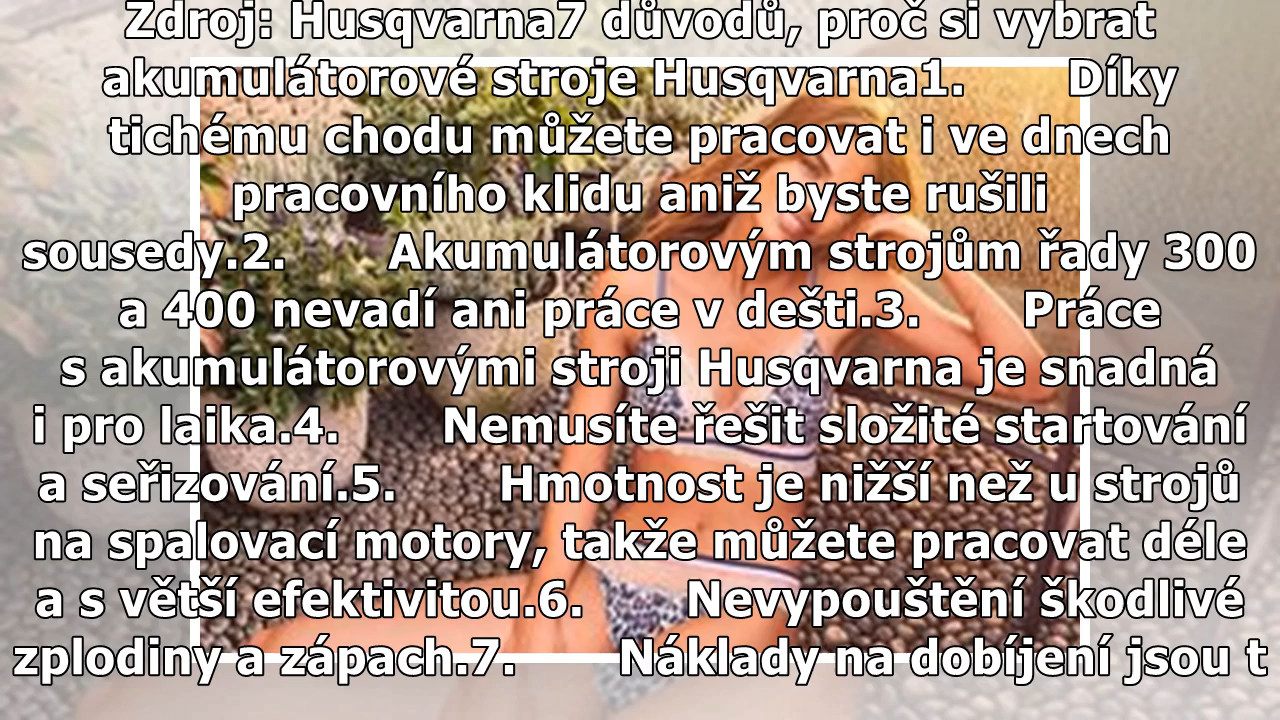 Zdroj: Husqvarna7 důvodů, proč si vybrat
akumulátorové stroje Husqvarna1. Díky
tichému chodu můžete pracovat i ve dnech
pracovního klidu aniž byste rušili
sousedy.2. Akumulátorovým strojům řady 300
a 400 nevadí ani práce v dešti.3. Práce
s akumulátorovými stroji Husqvarna je snadná
i pro laika.4. Nemusíte řešit složité startování
a seřizování.5. Hmotnost je nižší než u strojů
na spalovací motory, takže můžete pracovat déle
a s větší efektivitou.6. Nevypouštění škodlivé
zplodiny a zápach.7. Náklady na dobíjení jsou t